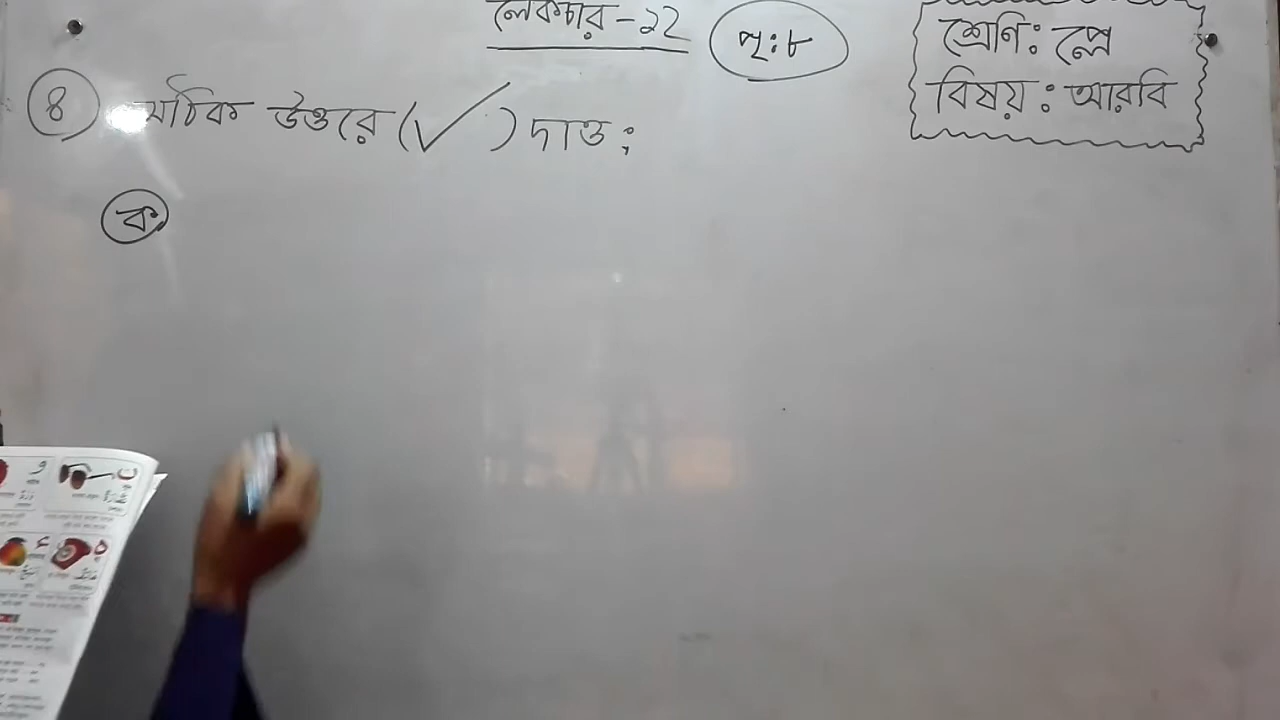 লেকচার - ২২
পৃ: ৮
শ্রেণি: প্লে
বিষয়: আরবি
৪ সঠিক উত্তরে (✓) দাও:
ক.